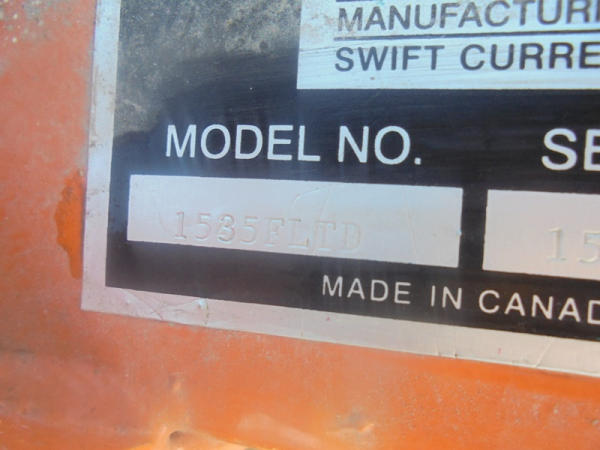 MANUFACTURI
SWIFT CURRE
MODEL NO. SE
1535FLTD 15
MADE IN CANAD